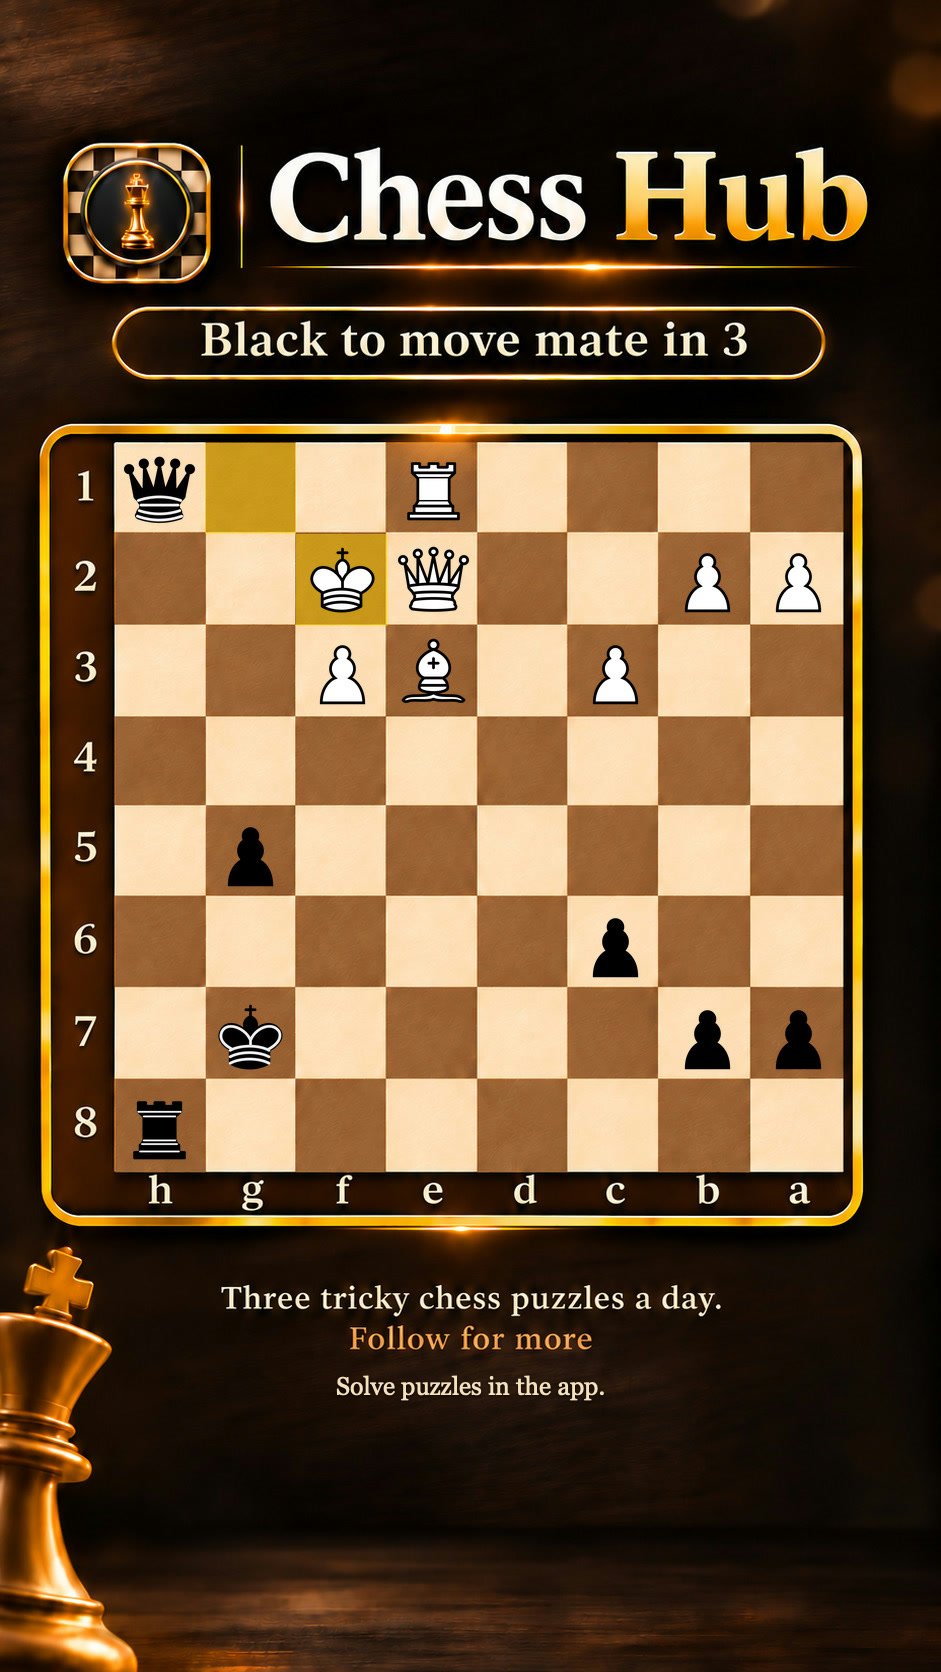 Chess Hub
Black to move mate in 3
1
2
3
4
5
6
7
8
h g f e d c b a
Three tricky chess puzzles a day.
Follow for more
Solve puzzles in the app.